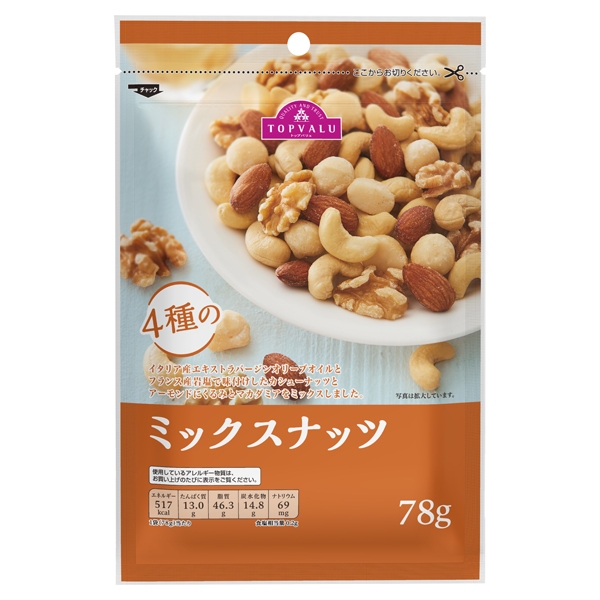 ここからお切りください。
チャック
QUALITY AND TRUST
TOPVALU
トップバリュ
4種の
イタリア産エキストラバージンオリーブオイルと
フランス産岩塩で味付けしたカシューナッツと
アーモンドにくるみとマカダミアをミックスしました。
写真は拡大しています。
ミックスナッツ
使用しているアレルギー物質は、
お買い上げのたびに表示をご覧ください。
エネルギー たんぱく質 脂質 炭水化物 ナトリウム
517 kcal 13.0 g 46.3 g 14.8 g 69 mg
1袋(78g)当たり 食塩相当量0.2g
78g